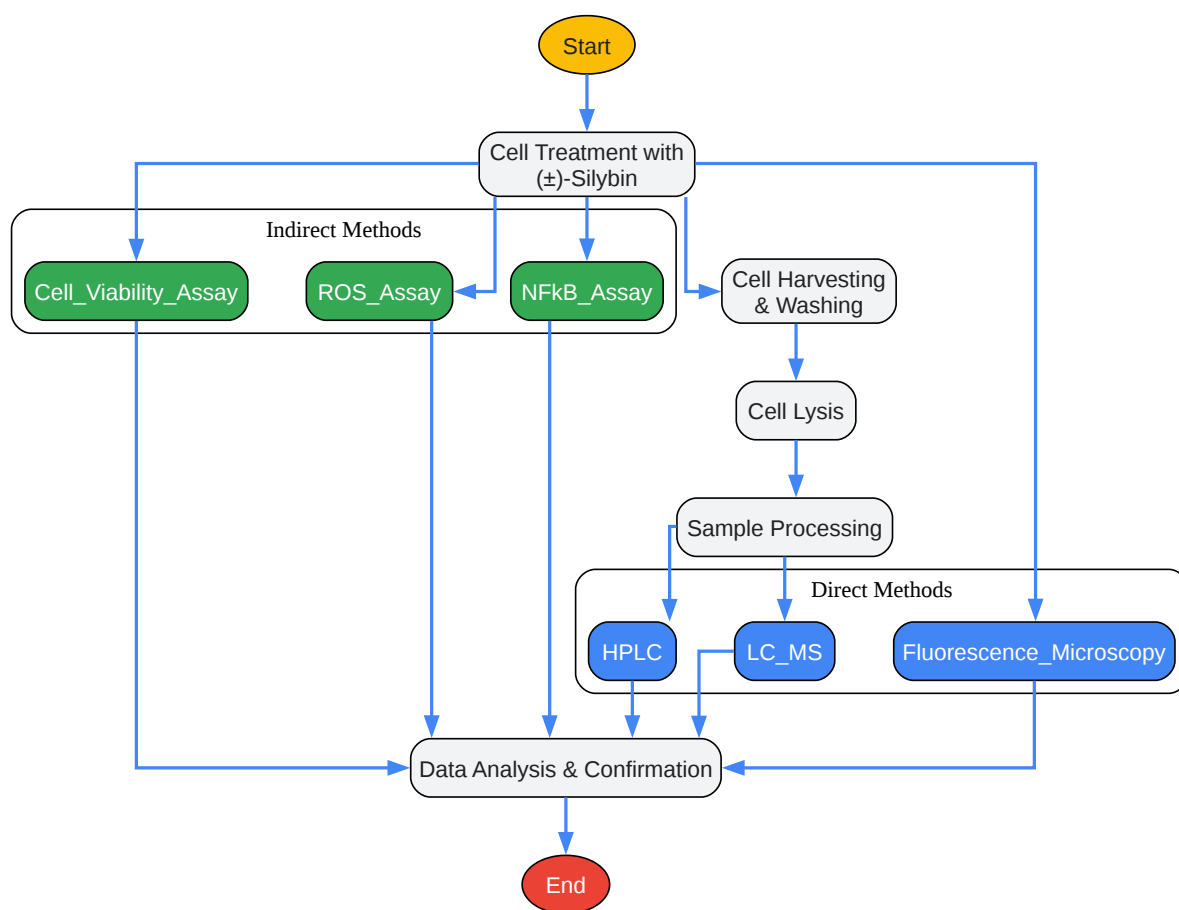 Start
Cell Treatment with
(±)-Silybin
Indirect Methods
Cell_Viability_Assay
ROS_Assay
NFkB_Assay
Cell Harvesting
& Washing
Cell Lysis
Sample Processing
Direct Methods
HPLC
LC_MS
Fluorescence_Microscopy
Data Analysis & Confirmation
End